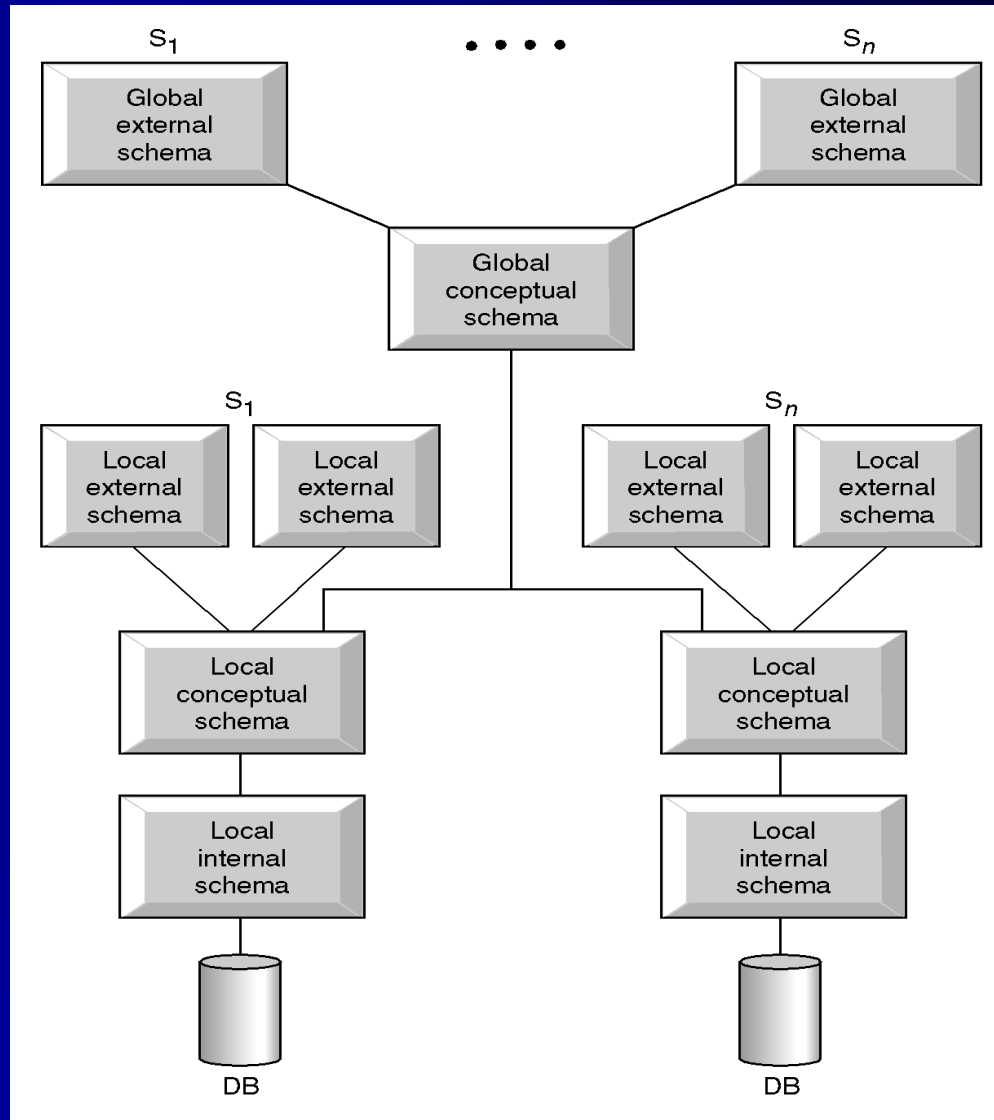 S1 • • • • Sn
Global
external
schema
Global
external
schema
Global
conceptual
schema
S1
Sn
Local
external
schema
Local
external
schema
Local
external
schema
Local
external
schema
Local
conceptual
schema
Local
conceptual
schema
Local
internal
schema
Local
internal
schema
DB
DB